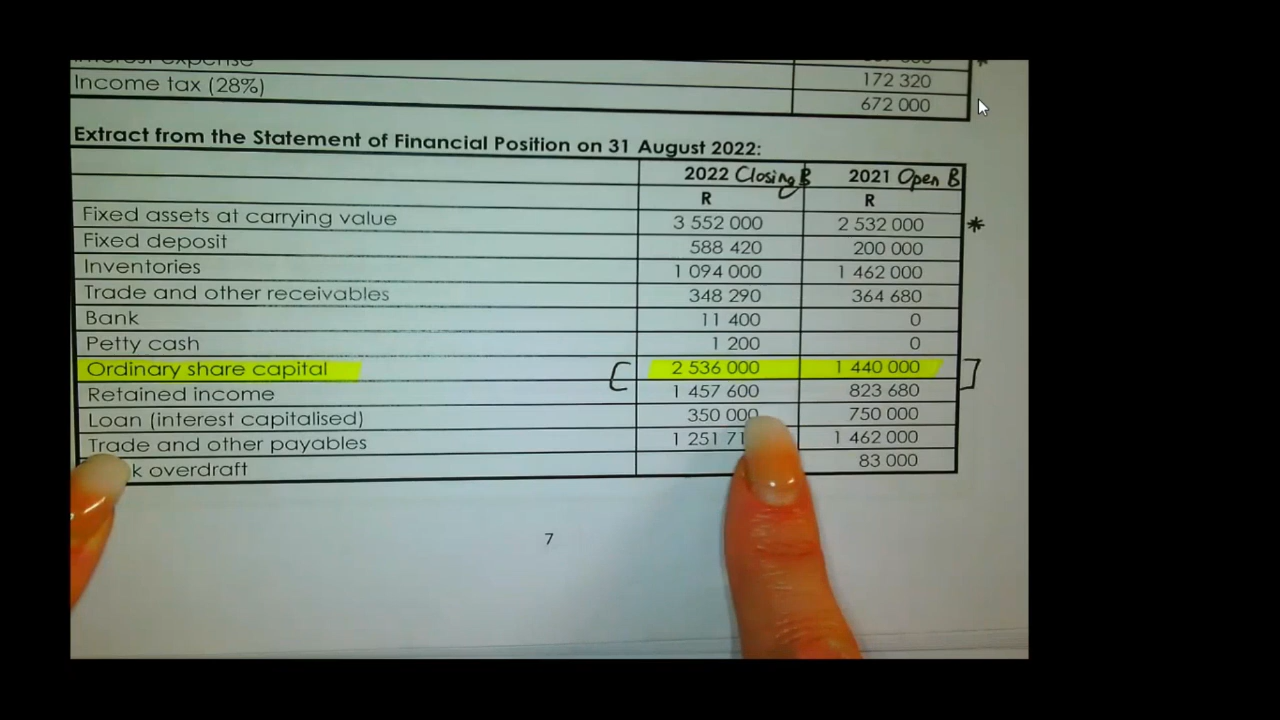 Income tax (28%) 172 320
672 000
Extract from the Statement of Financial Position on 31 August 2022:
2022 Closing B 2021 Open B
R R
Fixed assets at carrying value 3 552 000 2 532 000 *
Fixed deposit 588 420 200 000
Inventories 1 094 000 1 462 000
Trade and other receivables 348 290 364 680
Bank 11 400 0
Petty cash 1 200 0
Ordinary share capital [ 2 536 000 1 440 000 ]
Retained income 1 457 600 823 680
Loan (interest capitalised) 350 000 750 000
Trade and other payables 1 251 1 462 000
overdraft 83 000
7